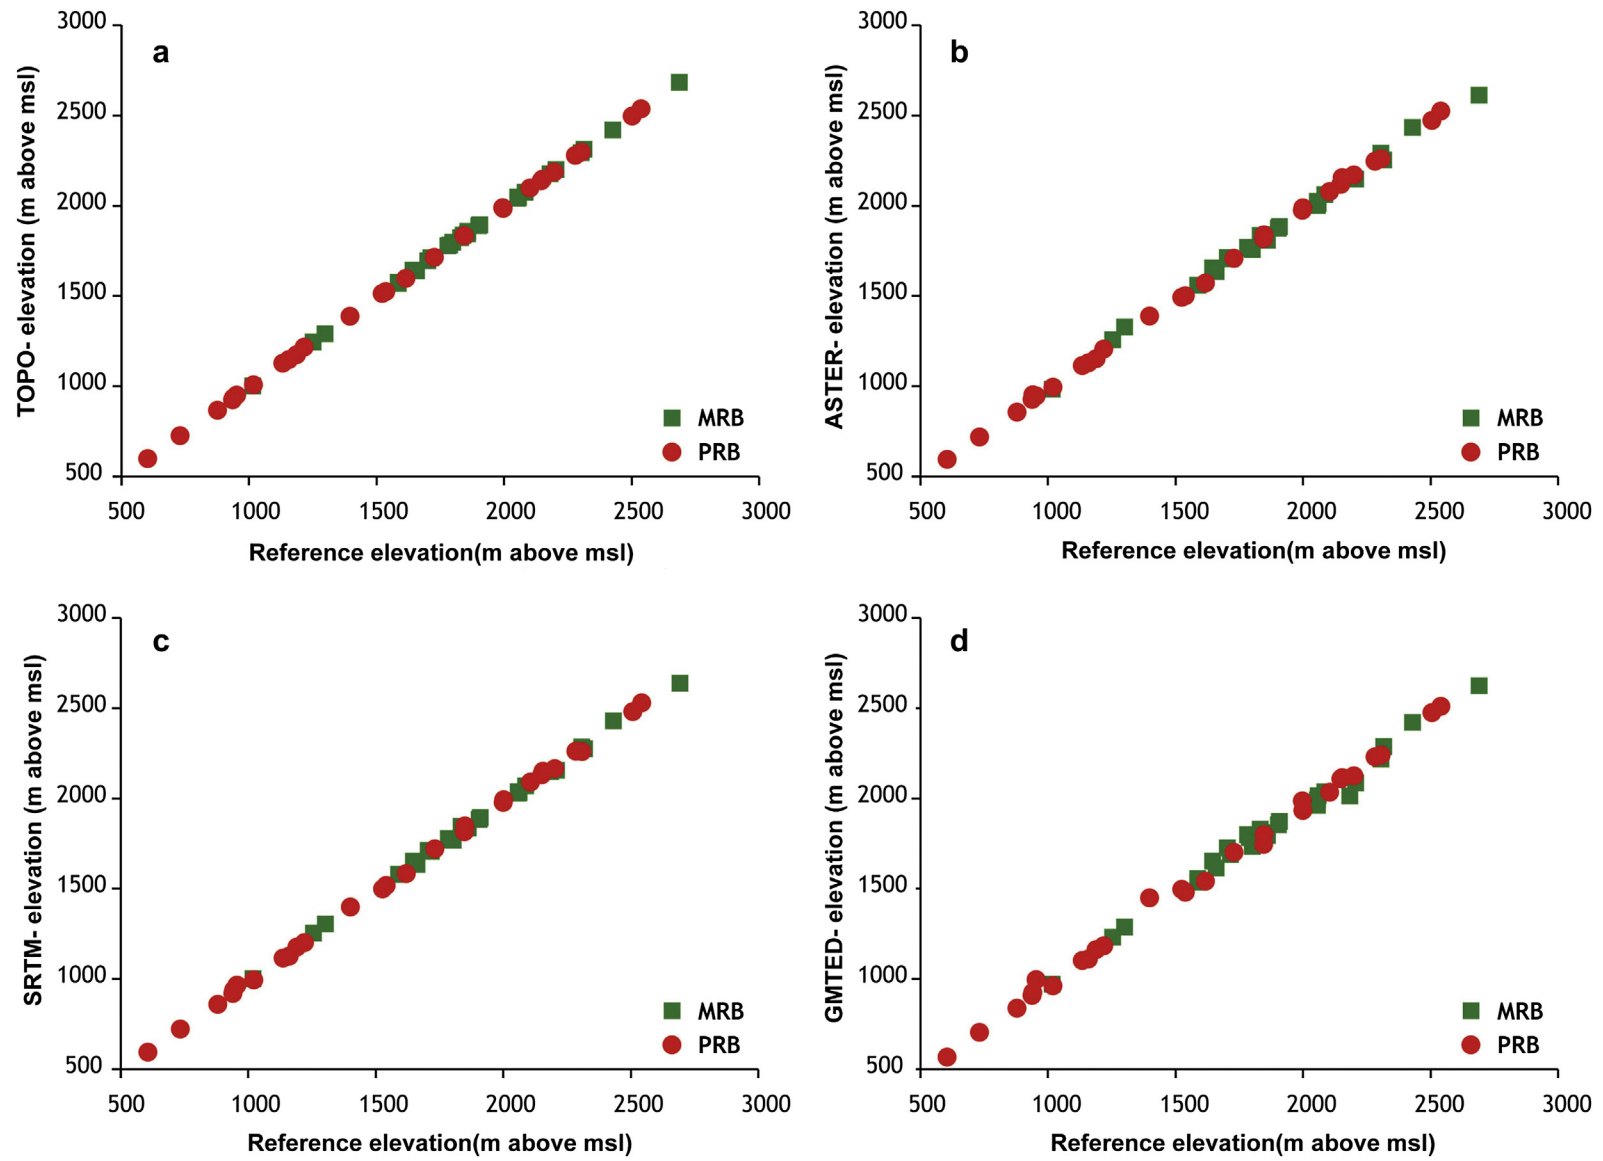 a
TOPO- elevation (m above msl)
3000
2500
2000
1500
1000
500
500 1000 1500 2000 2500 3000
Reference elevation(m above msl)
MRB
PRB
b
ASTER- elevation (m above msl)
3000
2500
2000
1500
1000
500
500 1000 1500 2000 2500 3000
Reference elevation(m above msl)
MRB
PRB
c
SRTM- elevation (m above msl)
3000
2500
2000
1500
1000
500
500 1000 1500 2000 2500 3000
Reference elevation(m above msl)
MRB
PRB
d
GMTED- elevation (m above msl)
3000
2500
2000
1500
1000
500
500 1000 1500 2000 2500 3000
Reference elevation(m above msl)
MRB
PRB